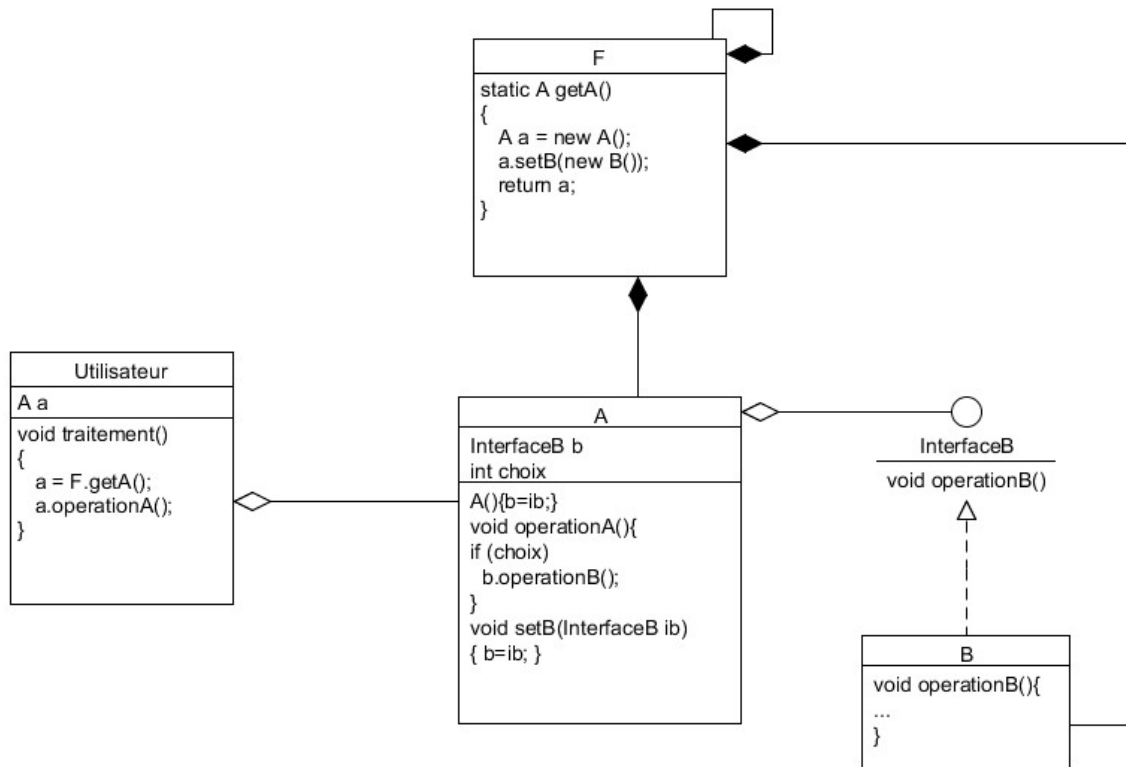 F
static A getA()
{
A a = new A();
a.setB(new B());
return a;
}
Utilisateur
A a
void traitement()
{
a = F.getA();
a.operationA();
}
A
InterfaceB b
int choix
A(){b=ib;}
void operationA(){
if (choix)
b.operationB();
}
void setB(InterfaceB ib)
{ b=ib; }
InterfaceB
void operationB()
B
void operationB(){
...
}